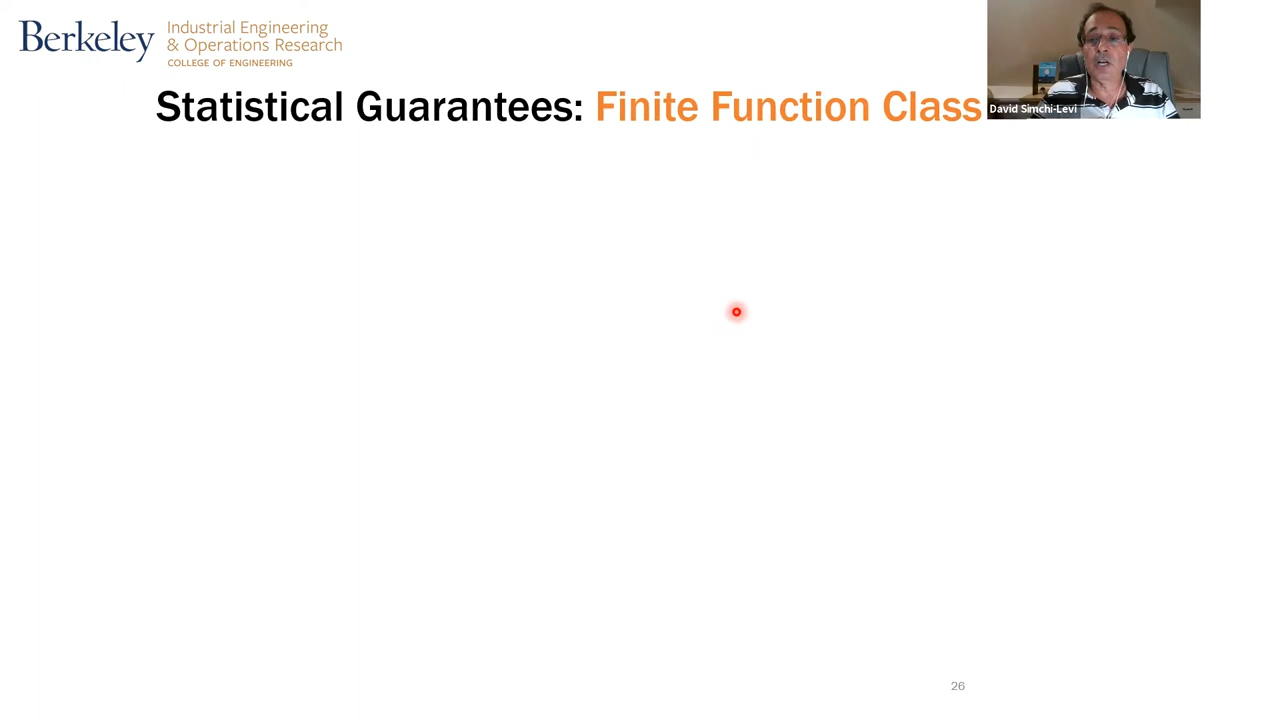 Berkeley
Industrial Engineering
& Operations Research
COLLEGE OF ENGINEERING
Statistical Guarantees: Finite Function Class
David Simchi-Levi
26